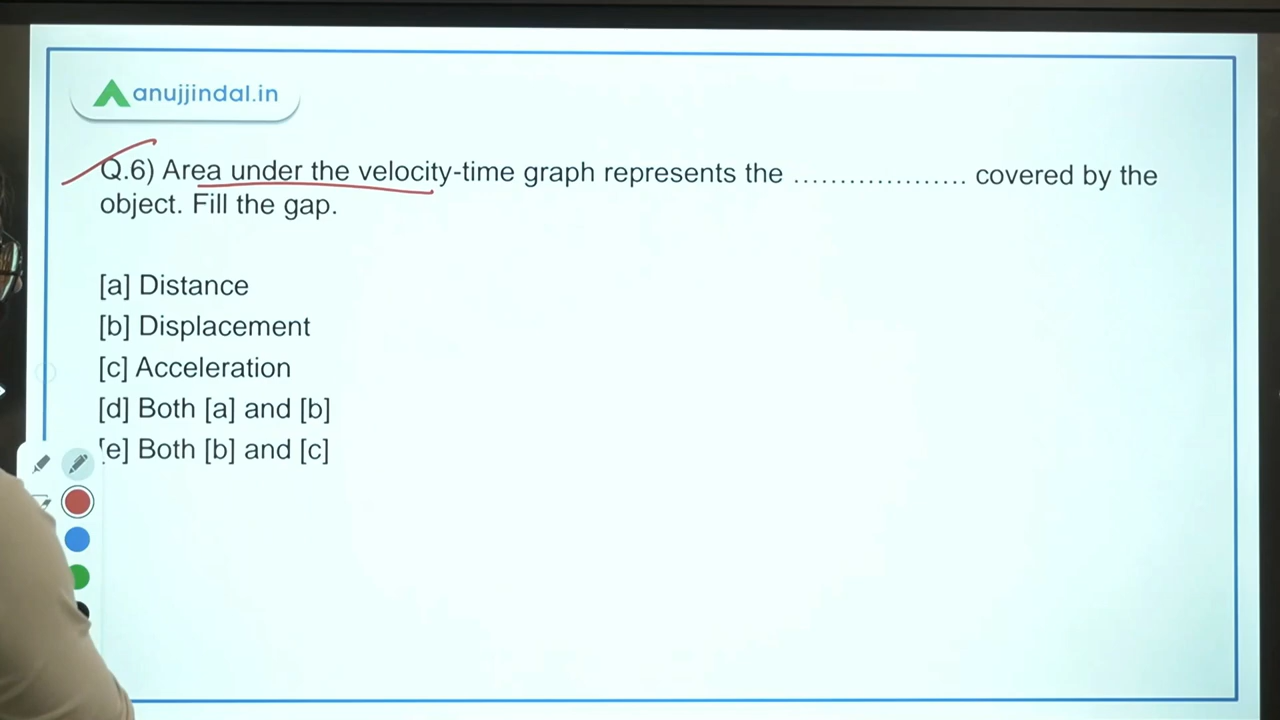 anujjindal.in
Q.6) Area under the velocity-time graph represents the ................... covered by the
object. Fill the gap.
[a] Distance
[b] Displacement
[c] Acceleration
[d] Both [a] and [b]
[e] Both [b] and [c]